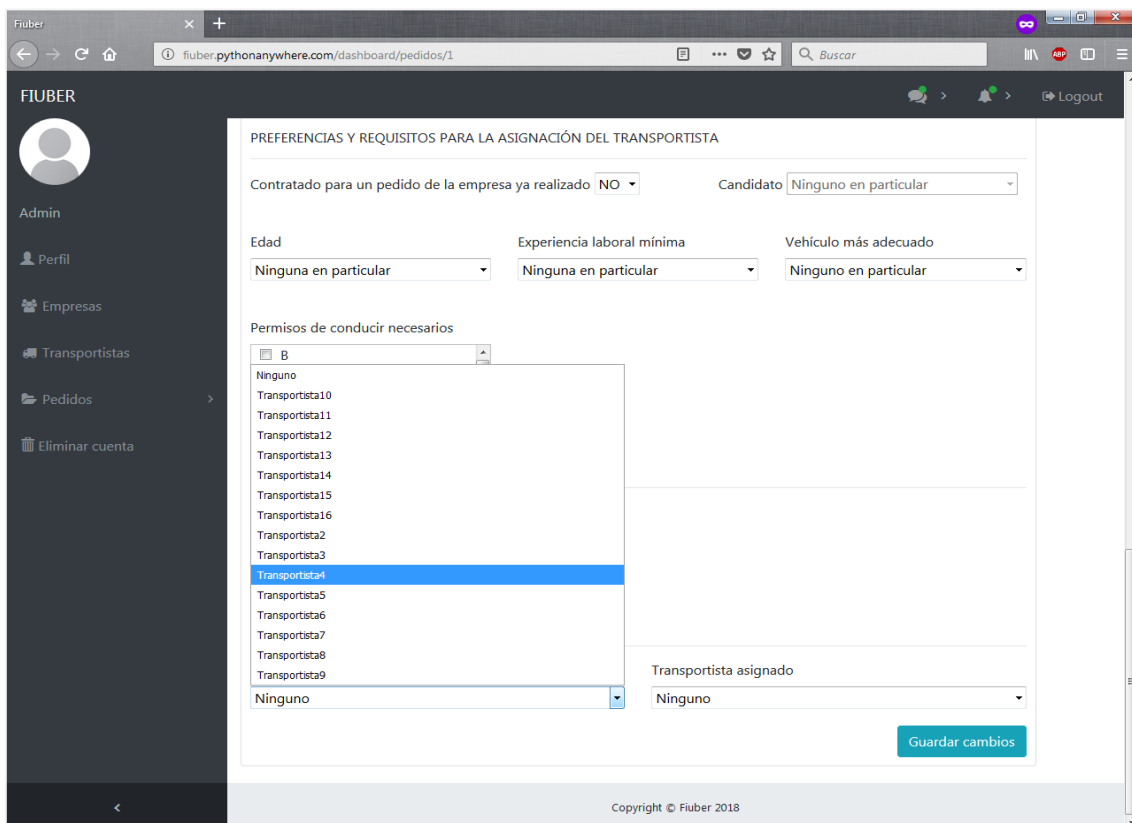 Fiuber
fiuber.pythonanywhere.com/dashboard/pedidos/1
Buscar
ABP
FIUBER
Logout
Admin
Perfil
Empresas
Transportistas
Pedidos
Eliminar cuenta
PREFERENCIAS Y REQUISITOS PARA LA ASIGNACIÓN DEL TRANSPORTISTA
Contratado para un pedido de la empresa ya realizado NO Candidato Ninguno en particular
Edad Experiencia laboral mínima Vehículo más adecuado
Ninguna en particular Ninguna en particular Ninguno en particular
Permisos de conducir necesarios
B
Ninguno
Transportista10
Transportista11
Transportista12
Transportista13
Transportista14
Transportista15
Transportista16
Transportista2
Transportista3
Transportista4
Transportista5
Transportista6
Transportista7
Transportista8
Transportista9
Transportista asignado
Ninguno Ninguno
Guardar cambios
Copyright © Fiuber 2018